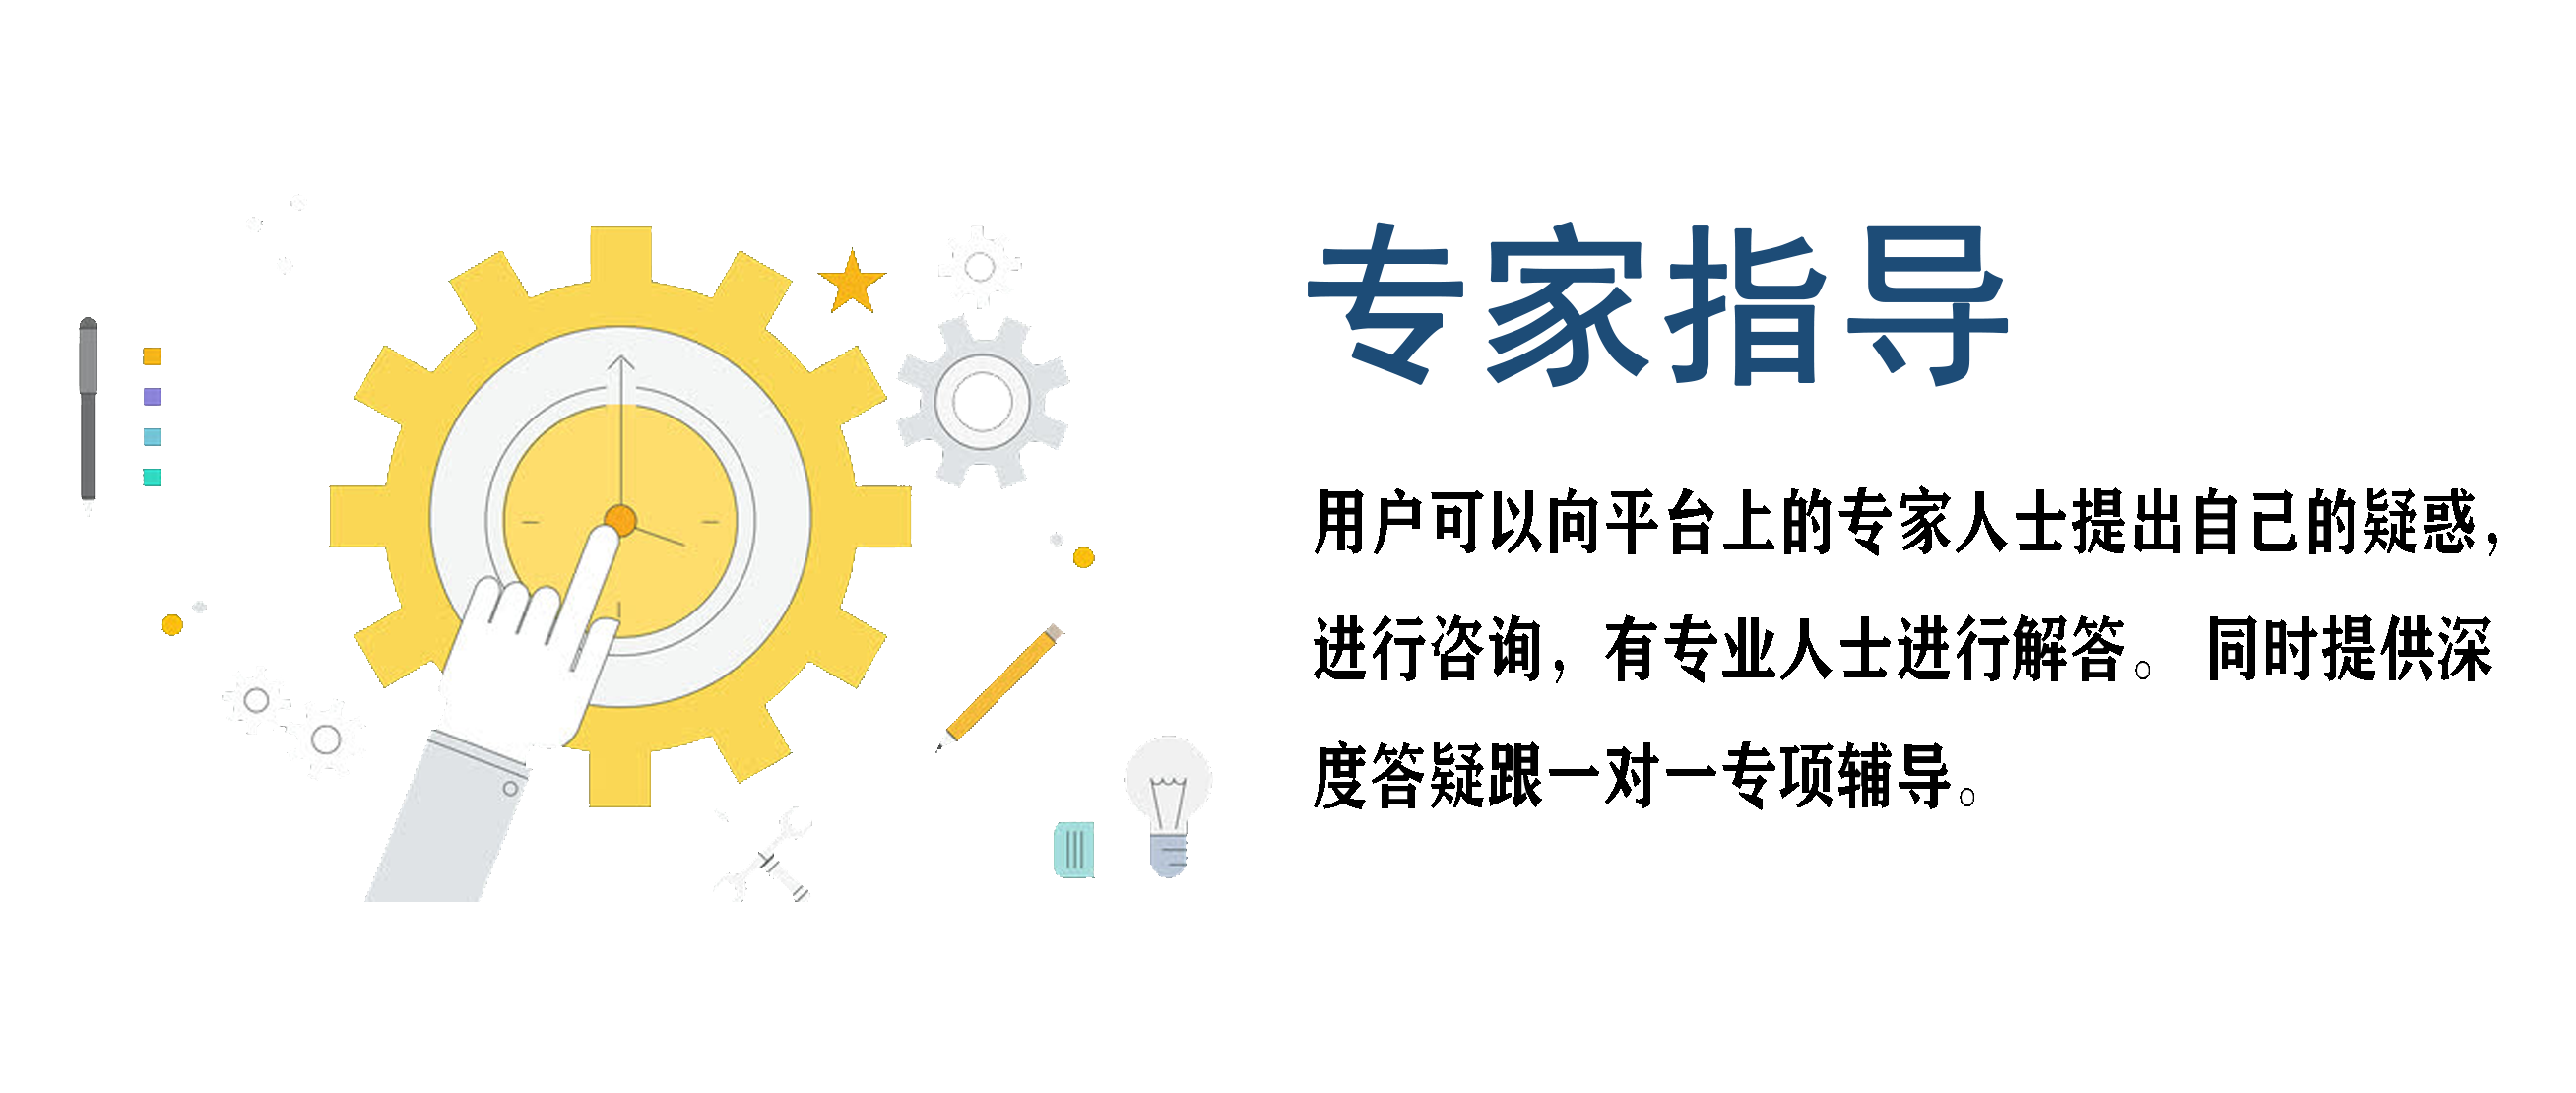 专家指导
用户可以向平台上的专家人士提出自己的疑惑，
进行咨询，有专业人士进行解答。 同时提供深
度答疑跟一对一专项辅导。